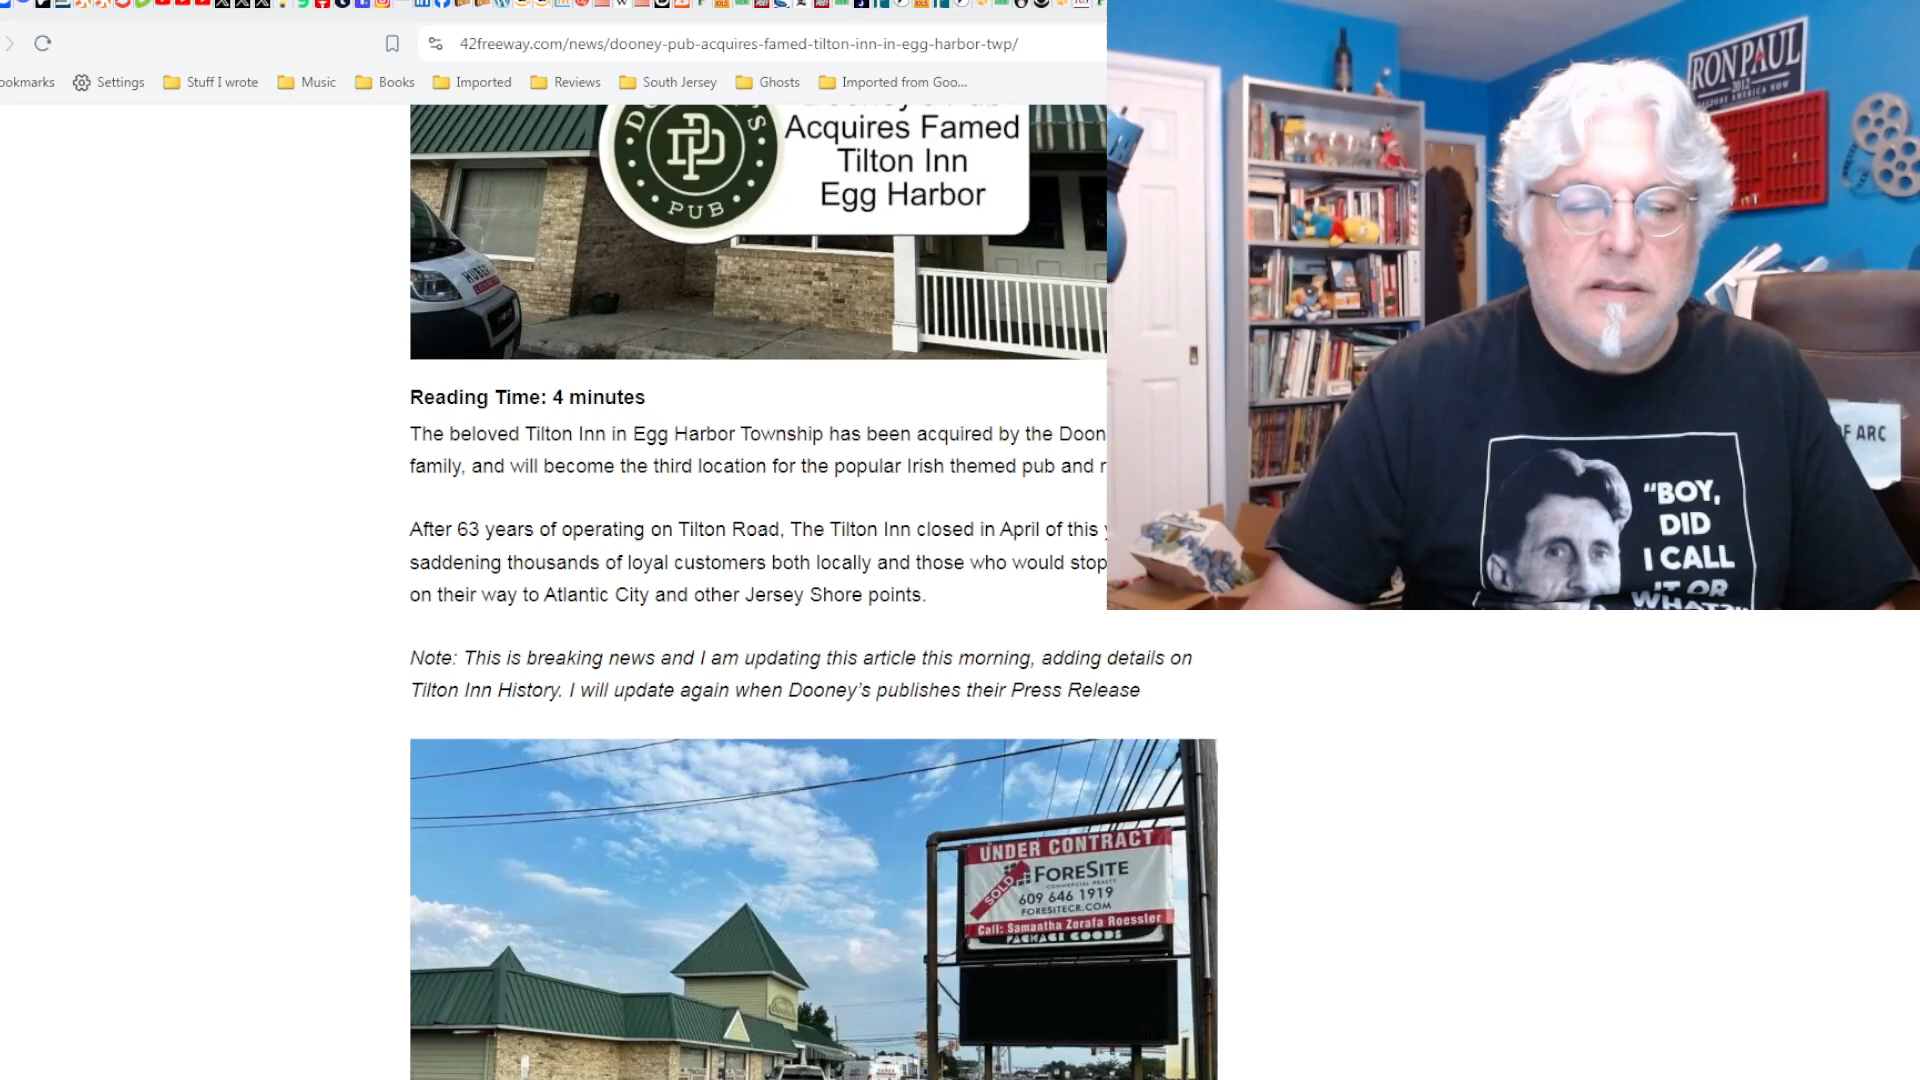 42freeway.com/news/dooney-pub-acquires-famed-tilton-inn-in-egg-harbor-twp/
Settings Stuff I wrote Music Books Imported Reviews South Jersey Ghosts Imported from Goo...
Acquires Famed
Tilton Inn
Egg Harbor
DP
PUB
RON PAUL
2012
Reading Time: 4 minutes
The beloved Tilton Inn in Egg Harbor Township has been acquired by the
family, and will become the third location for the popular Irish themed pub and
After 63 years of operating on Tilton Road, The Tilton Inn closed in April of this
saddening thousands of loyal customers both locally and those who would stop
on their way to Atlantic City and other Jersey Shore points.
Note: This is breaking news and I am updating this article this morning, adding details on
Tilton Inn History. I will update again when Dooney's publishes their Press Release
ARC
"BOY,
DID
I CALL
IT OR
WHAT?"
UNDER CONTRACT
SOLD
FORESITE
COMMERCIAL REALTY
609 646 1919
FORESITECR.COM
Call: Samantha Zerafa Roessler
PACKAGE GOODS